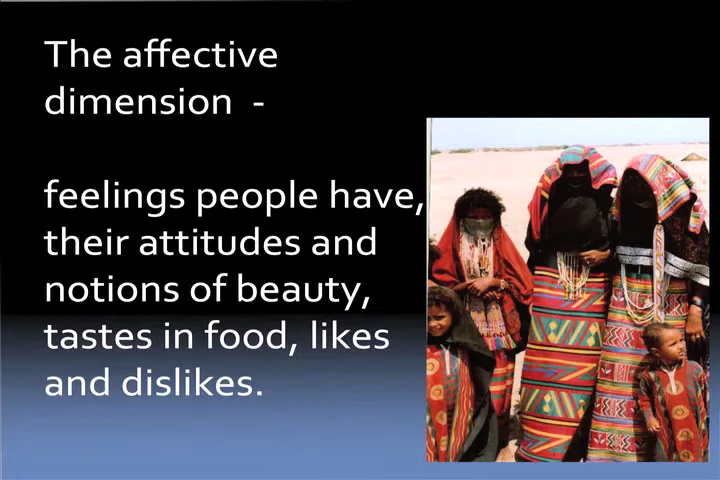 The affective
dimension -
feelings people have,
their attitudes and
notions of beauty,
tastes in food, likes
and dislikes.